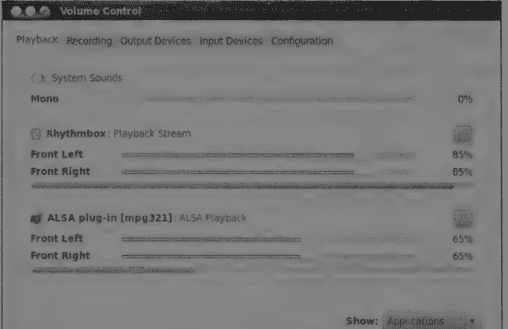 Volume Control
Playback Recording Output Devices Input Devices Configuration
System Sounds
Mono 0%
Rhythmbox : Playback Stream
Front Left 85%
Front Right 85%
ALSA plug-in [mpg321] : ALSA Playback
Front Left 65%
Front Right 65%
Show: Applications